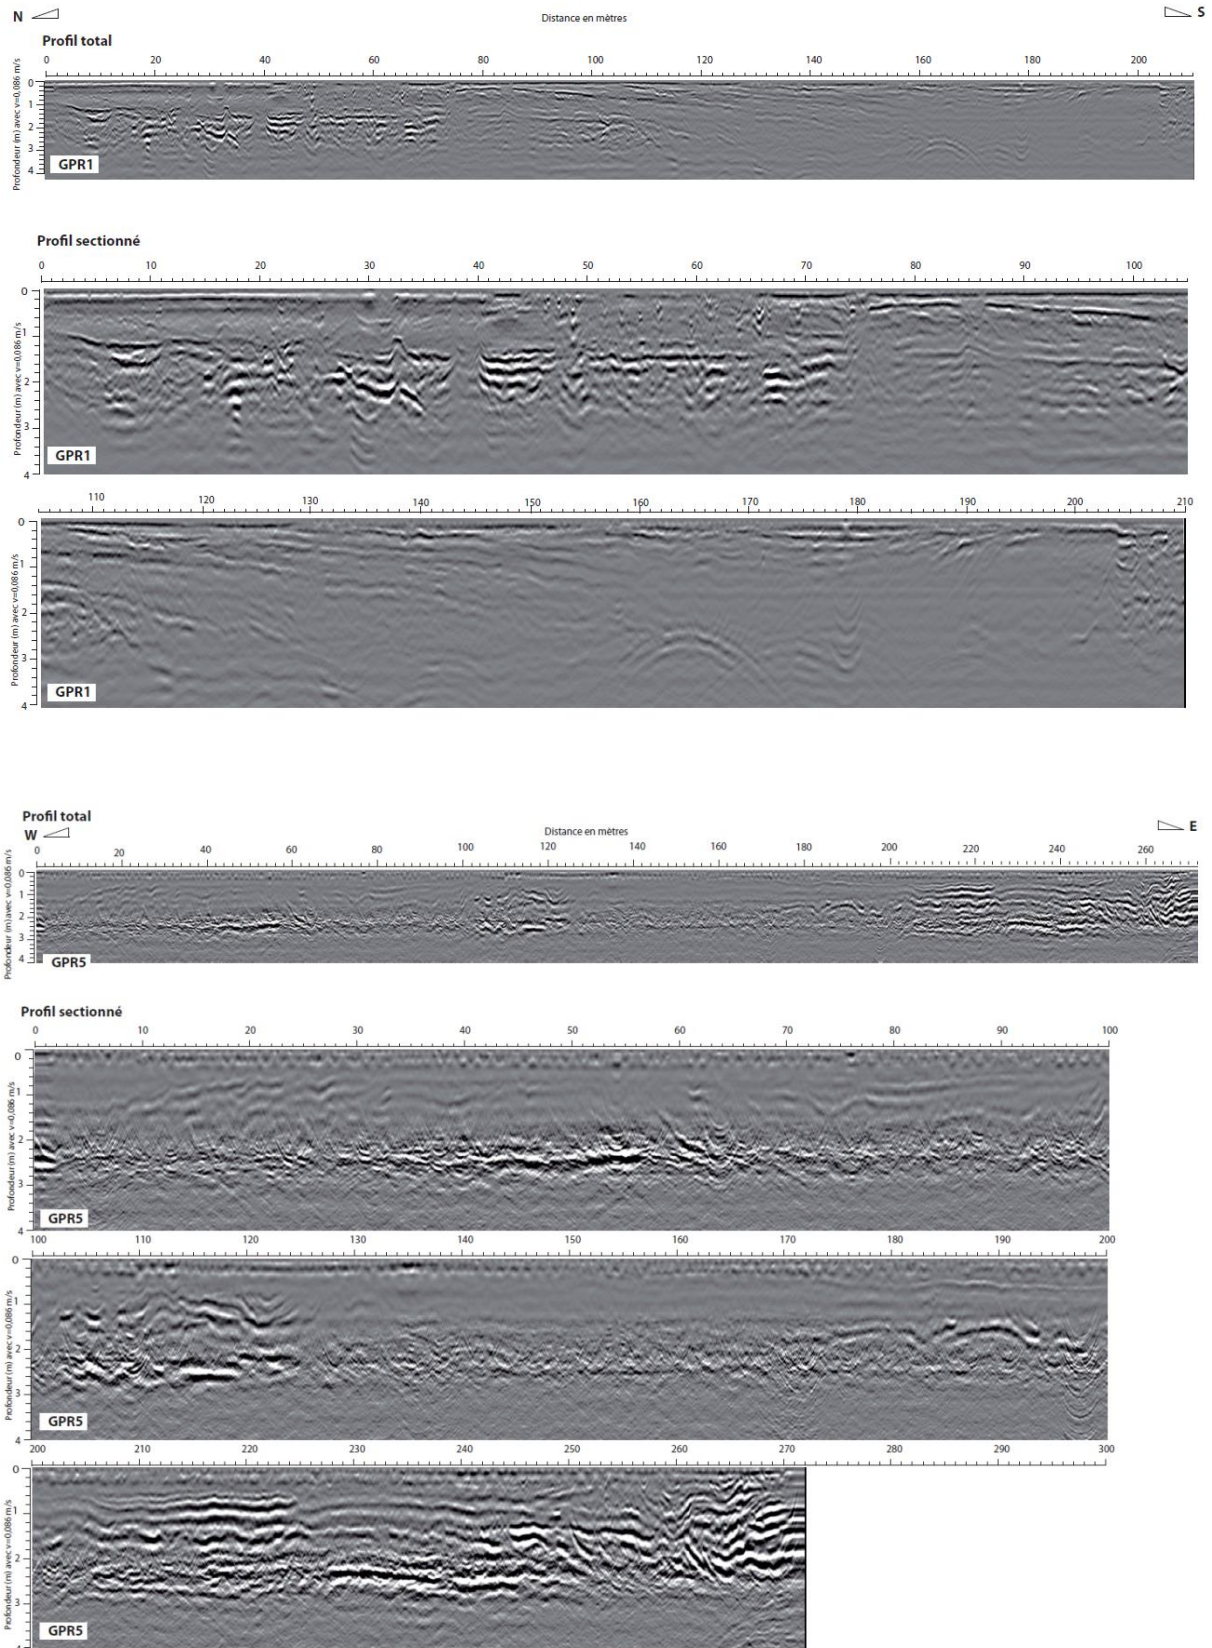 N Distance en mètres S
Profil total
0 20 40 60 80 100 120 140 160 180 200
Profondeur (m) avec v=0,086 m/s
0
1
2
3
4
GPR1
Profil sectionné
0 10 20 30 40 50 60 70 80 90 100
Profondeur (m) avec v=0,086 m/s
0
1
2
3
4
GPR1
110 120 130 140 150 160 170 180 190 200 210
Profondeur (m) avec v=0,086 m/s
0
1
2
3
4
GPR1
Profil total
W Distance en mètres E
0 20 40 60 80 100 120 140 160 180 200 220 240 260
Profondeur (m) avec v=0,086 m/s
0
1
2
3
4
GPR5
Profil sectionné
0 10 20 30 40 50 60 70 80 90 100
Profondeur (m) avec v=0,086 m/s
0
1
2
3
4
GPR5
100 110 120 130 140 150 160 170 180 190 200
Profondeur (m) avec v=0,086 m/s
0
1
2
3
4
GPR5
200 210 220 230 240 250 260 270 280 290 300
Profondeur (m) avec v=0,086 m/s
0
1
2
3
4
GPR5